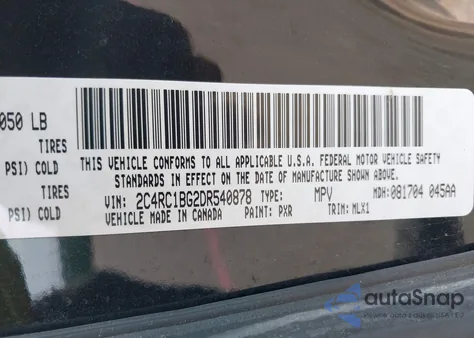 050 LB
TIRES
PSI) COLD
TIRES
PSI) COLD
PSI) COLD
THIS VEHICLE CONFORMS TO ALL APPLICABLE U.S.A. FEDERAL MOTOR VEHICLE SAFETY
STANDARDS IN EFFECT ON THE DATE OF MANUFACTURE SHOWN ABOVE.
VIN: 2C4RC1BG2DR540878 TYPE: MPV MDH: 081704 045AA
VEHICLE MADE IN CANADA PAINT: PXR TRIM: MLX1
autoSnap